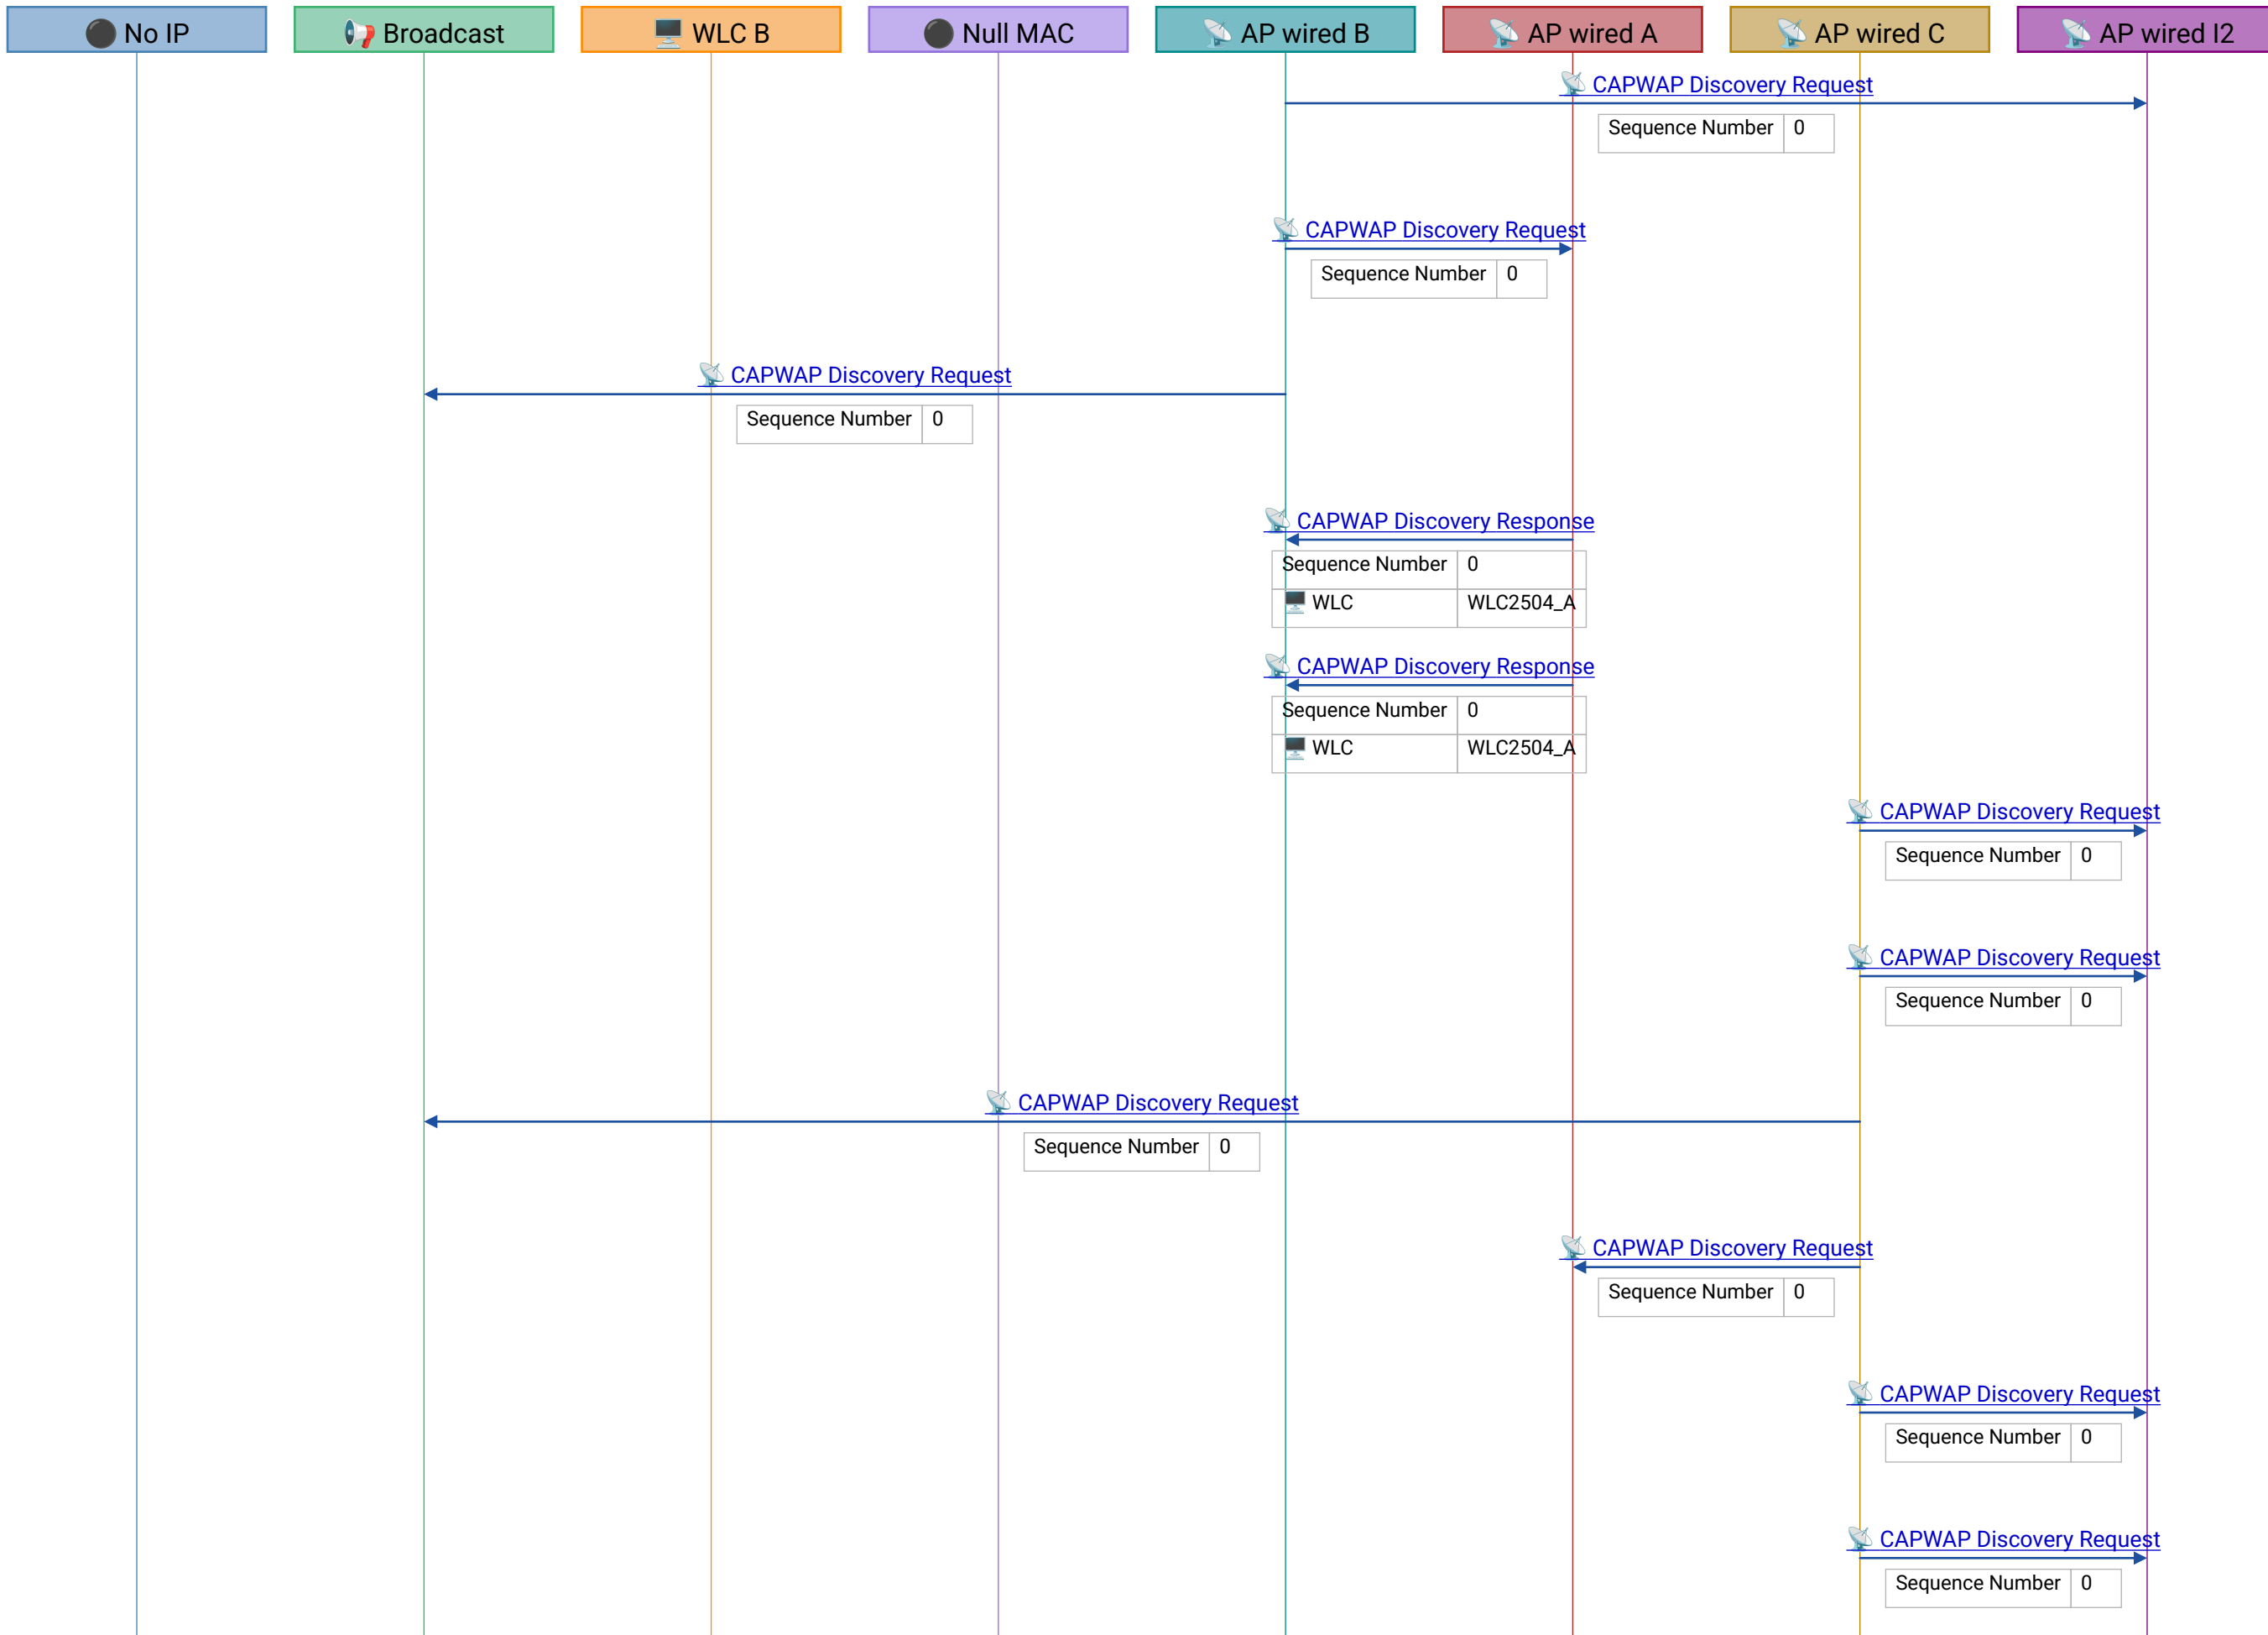 No IP
Broadcast
WLC B
Null MAC
AP wired B
AP wired A
AP wired C
AP wired I2
CAPWAP Discovery Request
Sequence Number 0
CAPWAP Discovery Request
Sequence Number 0
CAPWAP Discovery Request
Sequence Number 0
CAPWAP Discovery Response
Sequence Number 0
WLC WLC2504_A
CAPWAP Discovery Response
Sequence Number 0
WLC WLC2504_A
CAPWAP Discovery Request
Sequence Number 0
CAPWAP Discovery Request
Sequence Number 0
CAPWAP Discovery Request
Sequence Number 0
CAPWAP Discovery Request
Sequence Number 0
CAPWAP Discovery Request
Sequence Number 0
CAPWAP Discovery Request
Sequence Number 0